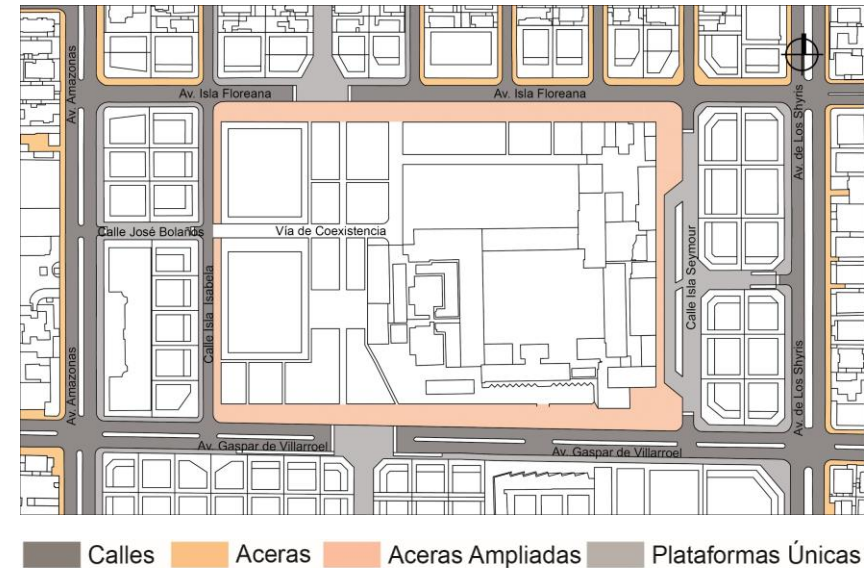 Av. Amazonas
Av. Isla Floreana
Av. Isla Floreana
Av. de Los Shyris
Calle José Bolaños
Vía de Coexistencia
Calle Isla Isabela
Calle Isla Seymour
Av. Amazonas
Av. de Los Shyris
Av. Gaspar de Villarroel
Av. Gaspar de Villarroel
Calles Aceras Aceras Ampliadas Plataformas Únicas